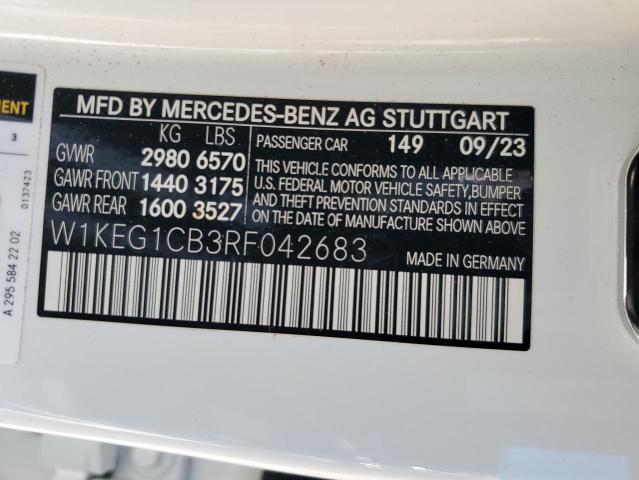 MENT
3
0137423
A 295 584 22 02
MFD BY MERCEDES-BENZ AG STUTTGART
KG LBS
GVWR 2980 6570
GAWR FRONT 1440 3175
GAWR REAR 1600 3527
PASSENGER CAR 149 09/23
THIS VEHICLE CONFORMS TO ALL APPLICABLE
U.S. FEDERAL MOTOR VEHICLE SAFETY,BUMPER
AND THEFT PREVENTION STANDARDS IN EFFECT
ON THE DATE OF MANUFACTURE SHOWN ABOVE.
W1KEG1CB3RF042683
MADE IN GERMANY